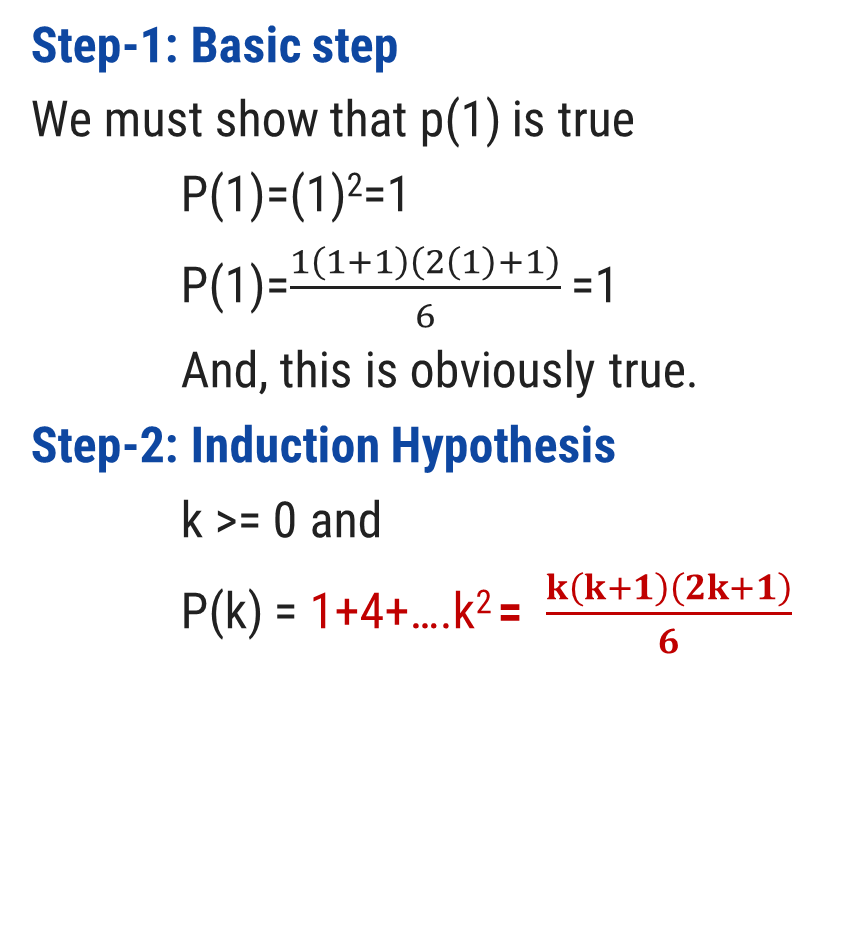 Step-1: Basic step
We must show that p(1) is true
P(1)=(1)²=1
P(1)=\frac{1(1+1)(2(1)+1)}{6} =1
And, this is obviously true.
Step-2: Induction Hypothesis
k >= 0 and
P(k) = 1+4+....k² = \frac{k(k+1)(2k+1)}{6}